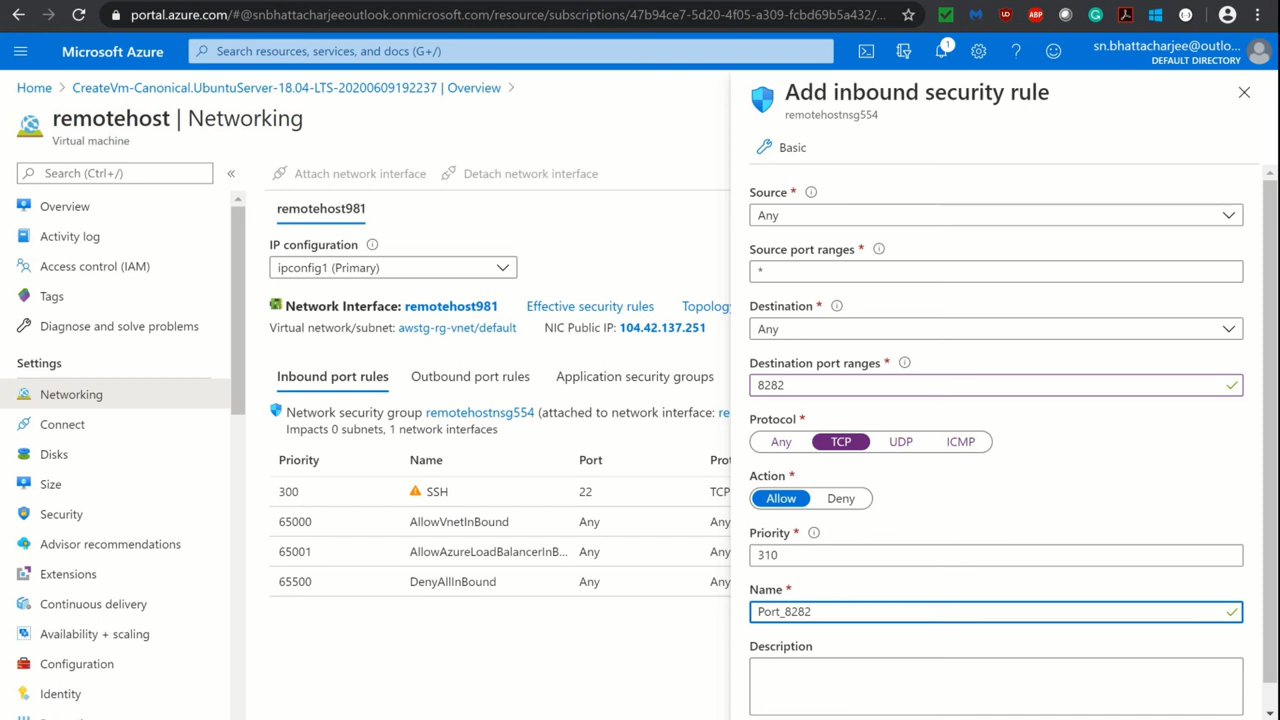 portal.azure.com/#@snbhattacharjeeoutlook.onmicrosoft.com/resource/subscriptions/47b94ce7-5d20-4f05-a309-fcbd69b5a432/...
Microsoft Azure
Search resources, services, and docs (G+/)
1
sn.bhattacharjee@outlo...
DEFAULT DIRECTORY
Home > CreateVm-Canonical.UbuntuServer-18.04-LTS-20200609192237 | Overview >
remotehost | Networking
Virtual machine
Search (Ctrl+/)
«
Overview
Activity log
Access control (IAM)
Tags
Diagnose and solve problems
Settings
Networking
Connect
Disks
Size
Security
Advisor recommendations
Extensions
Continuous delivery
Availability + scaling
Configuration
Identity
Attach network interface Detach network interface
remotehost981
IP configuration
ipconfig1 (Primary)
Network Interface: remotehost981 Effective security rules Topology
Virtual network/subnet: awstg-rg-vnet/default NIC Public IP: 104.42.137.251
Inbound port rules Outbound port rules Application security groups
Network security group remotehostnsg554 (attached to network interface: re
Impacts 0 subnets, 1 network interfaces
Priority Name Port Pro
300 SSH 22 TCP
65000 AllowVnetInBound Any Any
65001 AllowAzureLoadBalancerInB... Any Any
65500 DenyAllInBound Any Any
Add inbound security rule
remotehostnsg554
Basic
Source *
Any
Source port ranges *
*
Destination *
Any
Destination port ranges *
8282
Protocol *
Any TCP UDP ICMP
Action *
Allow Deny
Priority *
310
Name *
Port_8282
Description